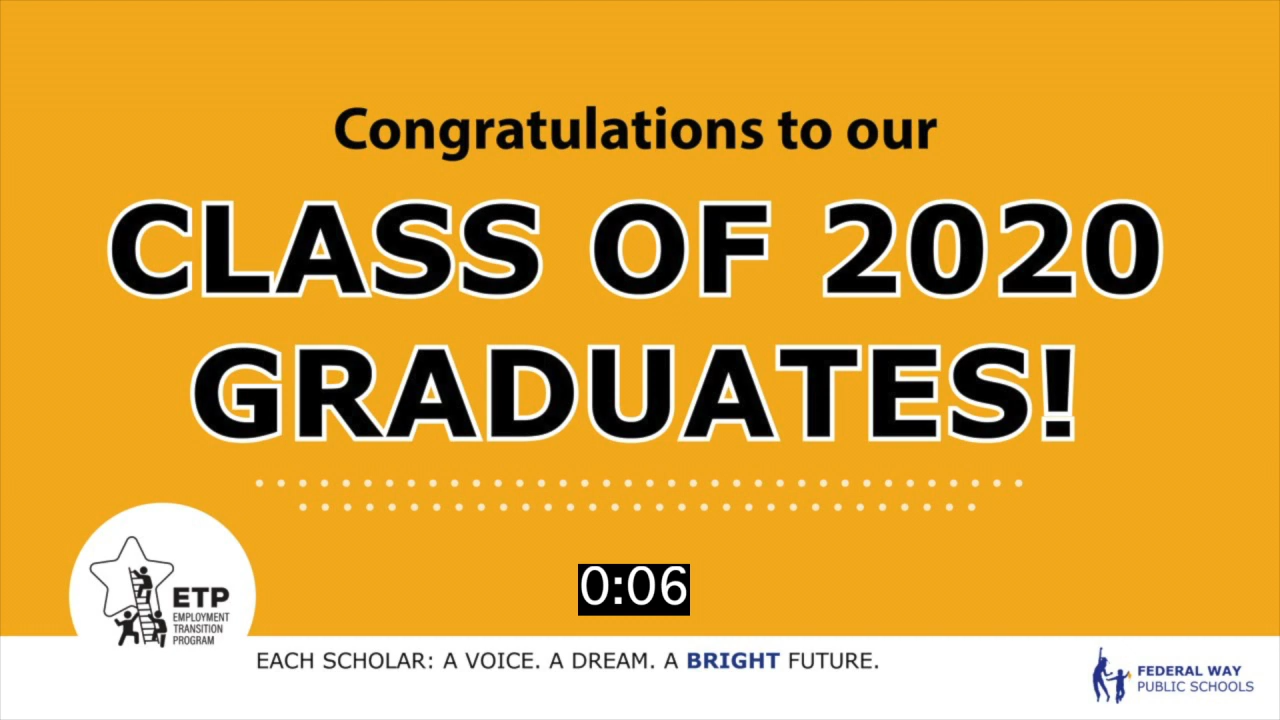 Congratulations to our
CLASS OF 2020
GRADUATES!
0:06
ETP
EMPLOYMENT
TRANSITION
PROGRAM
EACH SCHOLAR: A VOICE. A DREAM. A BRIGHT FUTURE.
FEDERAL WAY
PUBLIC SCHOOLS